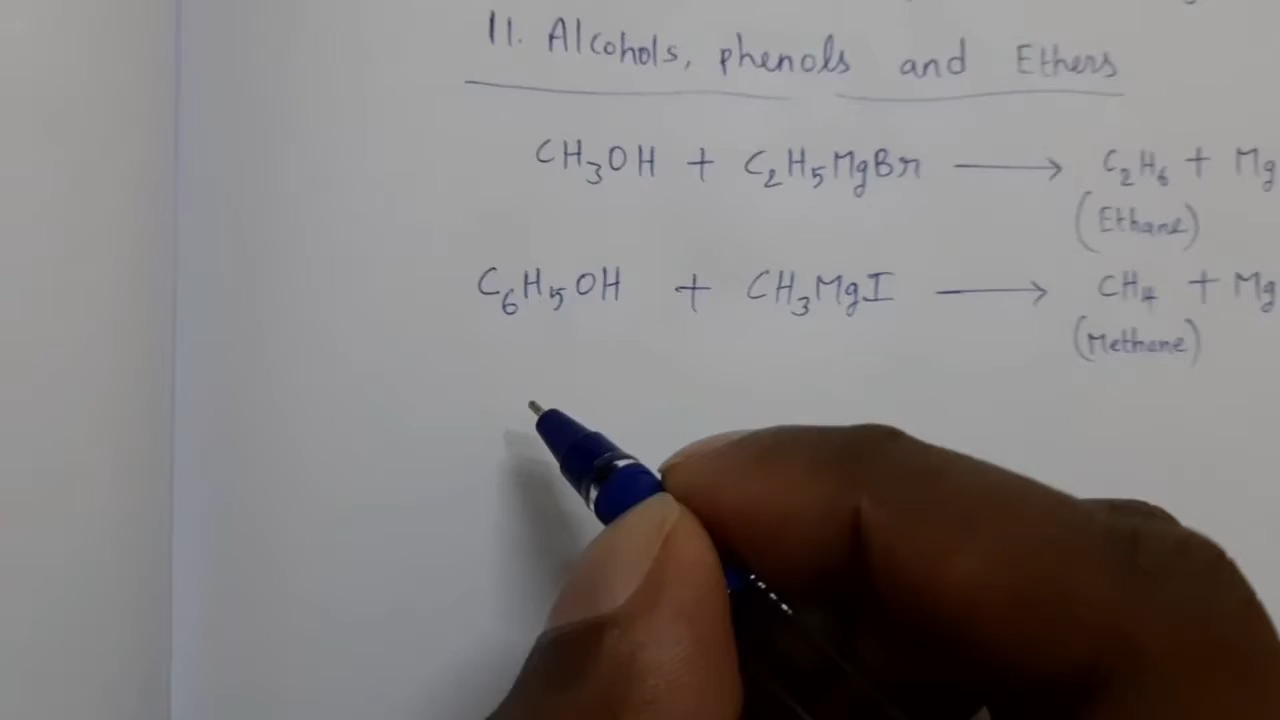 11. Alcohols, phenols and Ethers
CH₃OH + C₂H₅MgBr ⟶ C₂H₆ + Mg
(Ethane)
C₆H₅OH + CH₃MgI ⟶ CH₄ + Mg
(Methane)